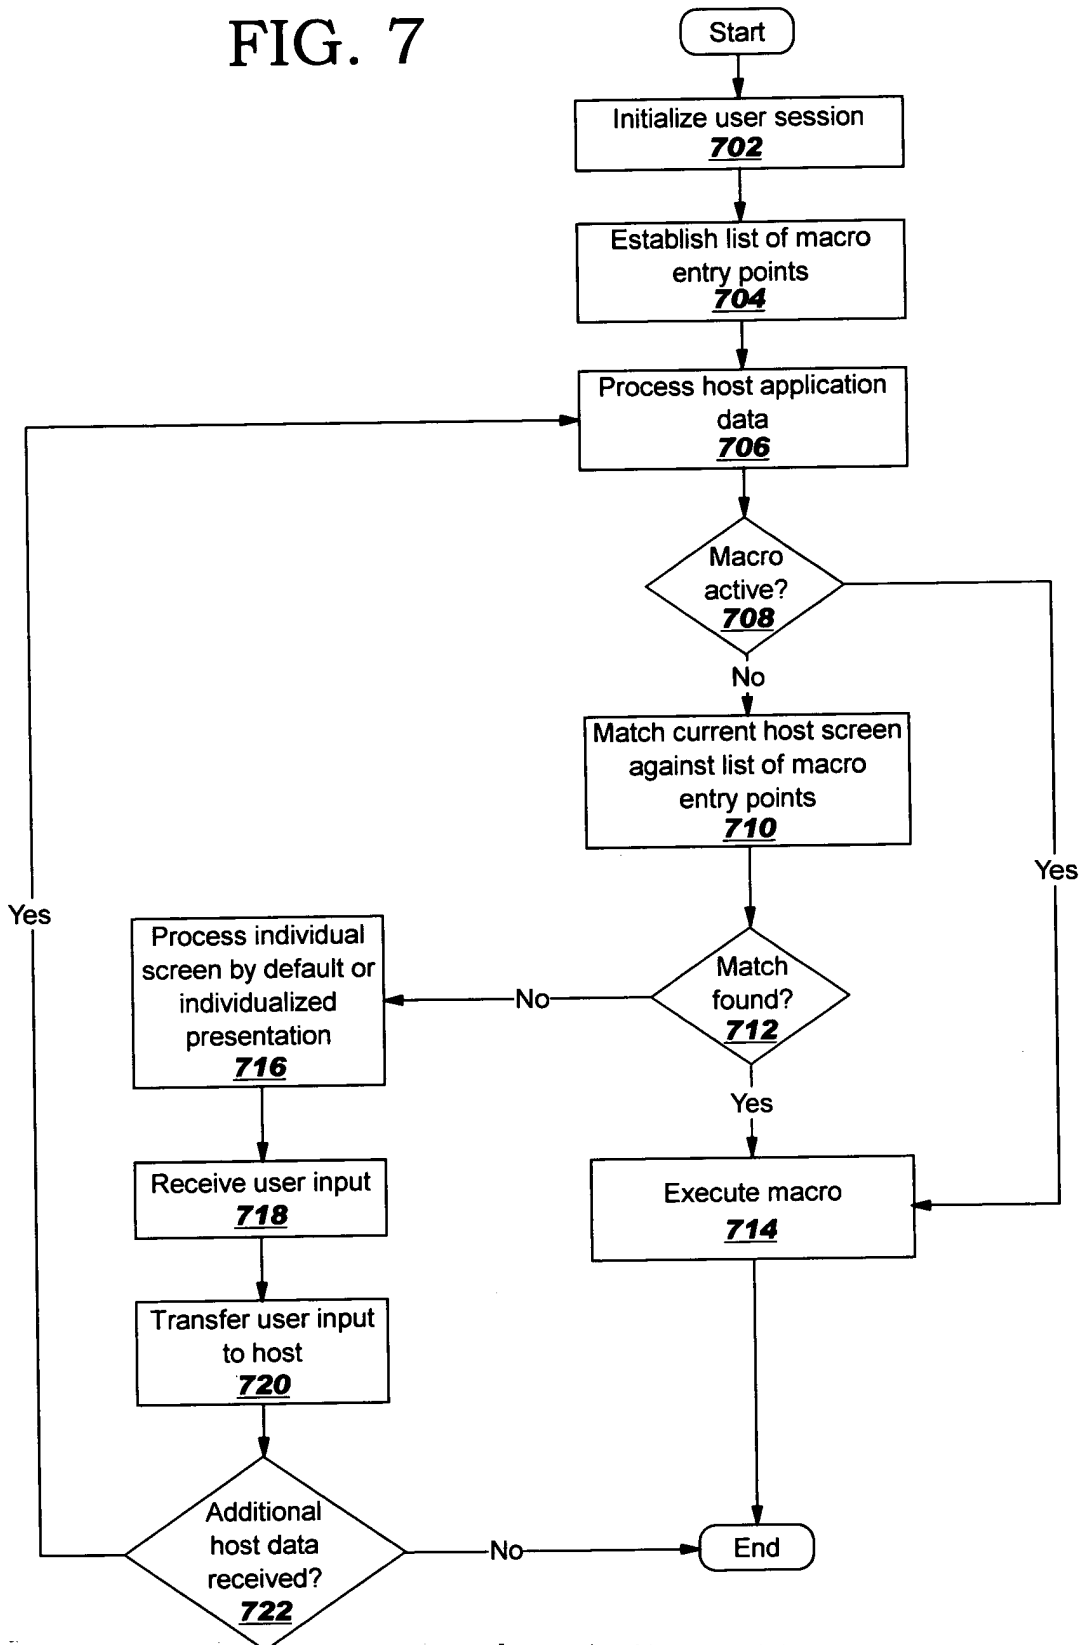 FIG. 7
Start
Initialize user session
702
Establish list of macro
entry points
704
Process host application
data
706
Macro
active?
708
No
Yes
Match current host screen
against list of macro
entry points
710
Match
found?
712
No
Yes
Process individual
screen by default or
individualized
presentation
716
Execute macro
714
Receive user input
718
Transfer user input
to host
720
Additional
host data
received?
722
Yes
No
End